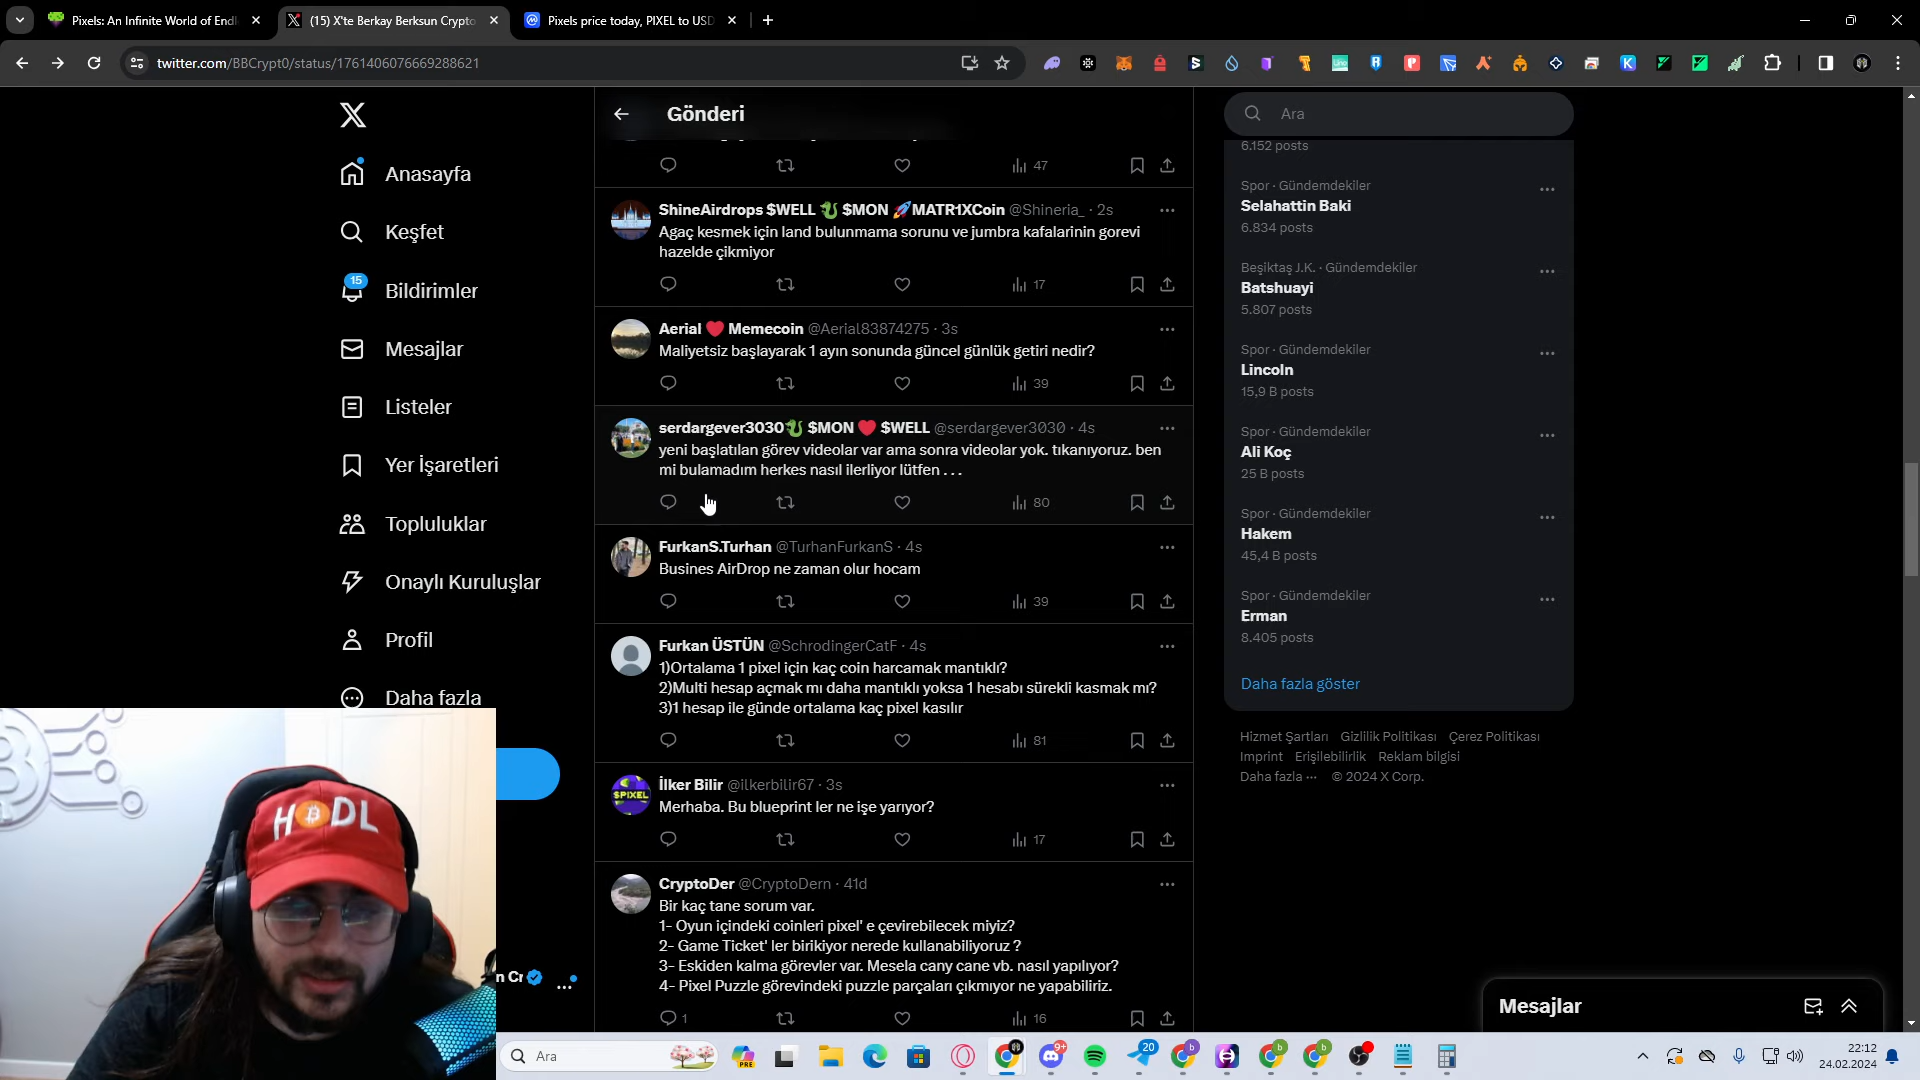 Pixels: An Infinite World of Endl
(15) X'te Berkay Berksun Crypto
Pixels price today, PIXEL to USD
twitter.com/BBCrypt0/status/1761406076669288621
Anasayfa
Keşfet
15
Bildirimler
Mesajlar
Listeler
Yer İşaretleri
Topluluklar
Onaylı Kuruluşlar
Profil
Daha fazla
n Cr
Gönderi
47
ShineAirdrops $WELL $MON MATR1XCoin @Shineria_ · 2s
Agaç kesmek için land bulunmama sorunu ve jumbra kafalarinin gorevi
hazelde çikmiyor
17
Aerial Memecoin @Aerial83874275 · 3s
Maliyetsiz başlayarak 1 ayın sonunda güncel günlük getiri nedir?
39
serdargever3030 $MON $WELL @serdargever3030 · 4s
yeni başlatılan görev videolar var ama sonra videolar yok. tıkanıyoruz. ben
mi bulamadım herkes nasıl ilerliyor lütfen . . .
80
FurkanS.Turhan @TurhanFurkanS · 4s
Busines AirDrop ne zaman olur hocam
39
Furkan ÜSTÜN @SchrodingerCatF · 4s
1)Ortalama 1 pixel için kaç coin harcamak mantıklı?
2)Multi hesap açmak mı daha mantıklı yoksa 1 hesabı sürekli kasmak mı?
3)1 hesap ile günde ortalama kaç pixel kasılır
81
$PIXEL
İlker Bilir @ilkerbilir67 · 3s
Merhaba. Bu blueprint ler ne işe yarıyor?
17
CryptoDer @CryptoDern · 41d
Bir kaç tane sorum var.
1- Oyun içindeki coinleri pixel' e çevirebilecek miyiz?
2- Game Ticket' ler birikiyor nerede kullanabiliyoruz ?
3- Eskiden kalma görevler var. Mesela cany cane vb. nasıl yapılıyor?
4- Pixel Puzzle görevindeki puzzle parçaları çıkmıyor ne yapabiliriz.
1 16
Ara
6.152 posts
Spor · Gündemdekiler
Selahattin Baki
6.834 posts
Beşiktaş J.K. · Gündemdekiler
Batshuayi
5.807 posts
Spor · Gündemdekiler
Lincoln
15,9 B posts
Spor · Gündemdekiler
Ali Koç
25 B posts
Spor · Gündemdekiler
Hakem
45,4 B posts
Spor · Gündemdekiler
Erman
8.405 posts
Daha fazla göster
Hizmet Şartları Gizlilik Politikası Çerez Politikası
Imprint Erişilebilirlik Reklam bilgisi
Daha fazla ··· © 2024 X Corp.
Mesajlar
HODL
Ara
PRE
9+
20
22:12
24.02.2024